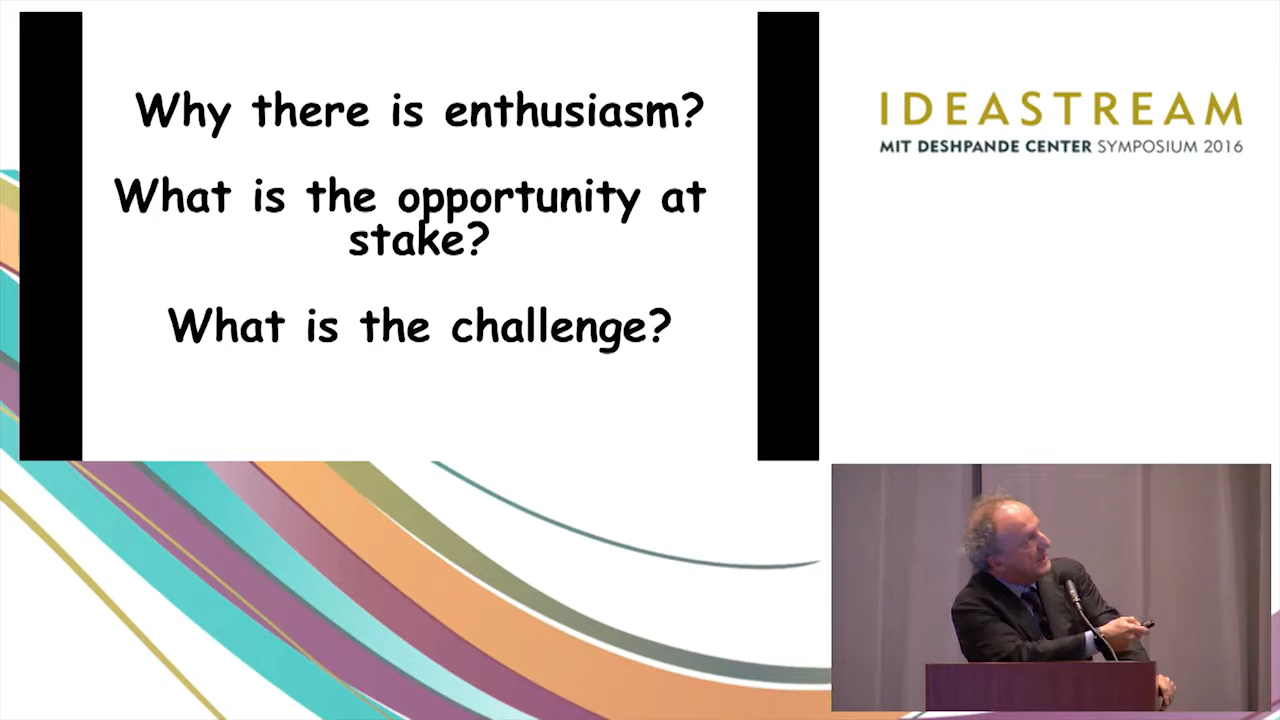 Why there is enthusiasm?
What is the opportunity at
stake?
What is the challenge?
IDEASTREAM
MIT DESHPANDE CENTER SYMPOSIUM 2016